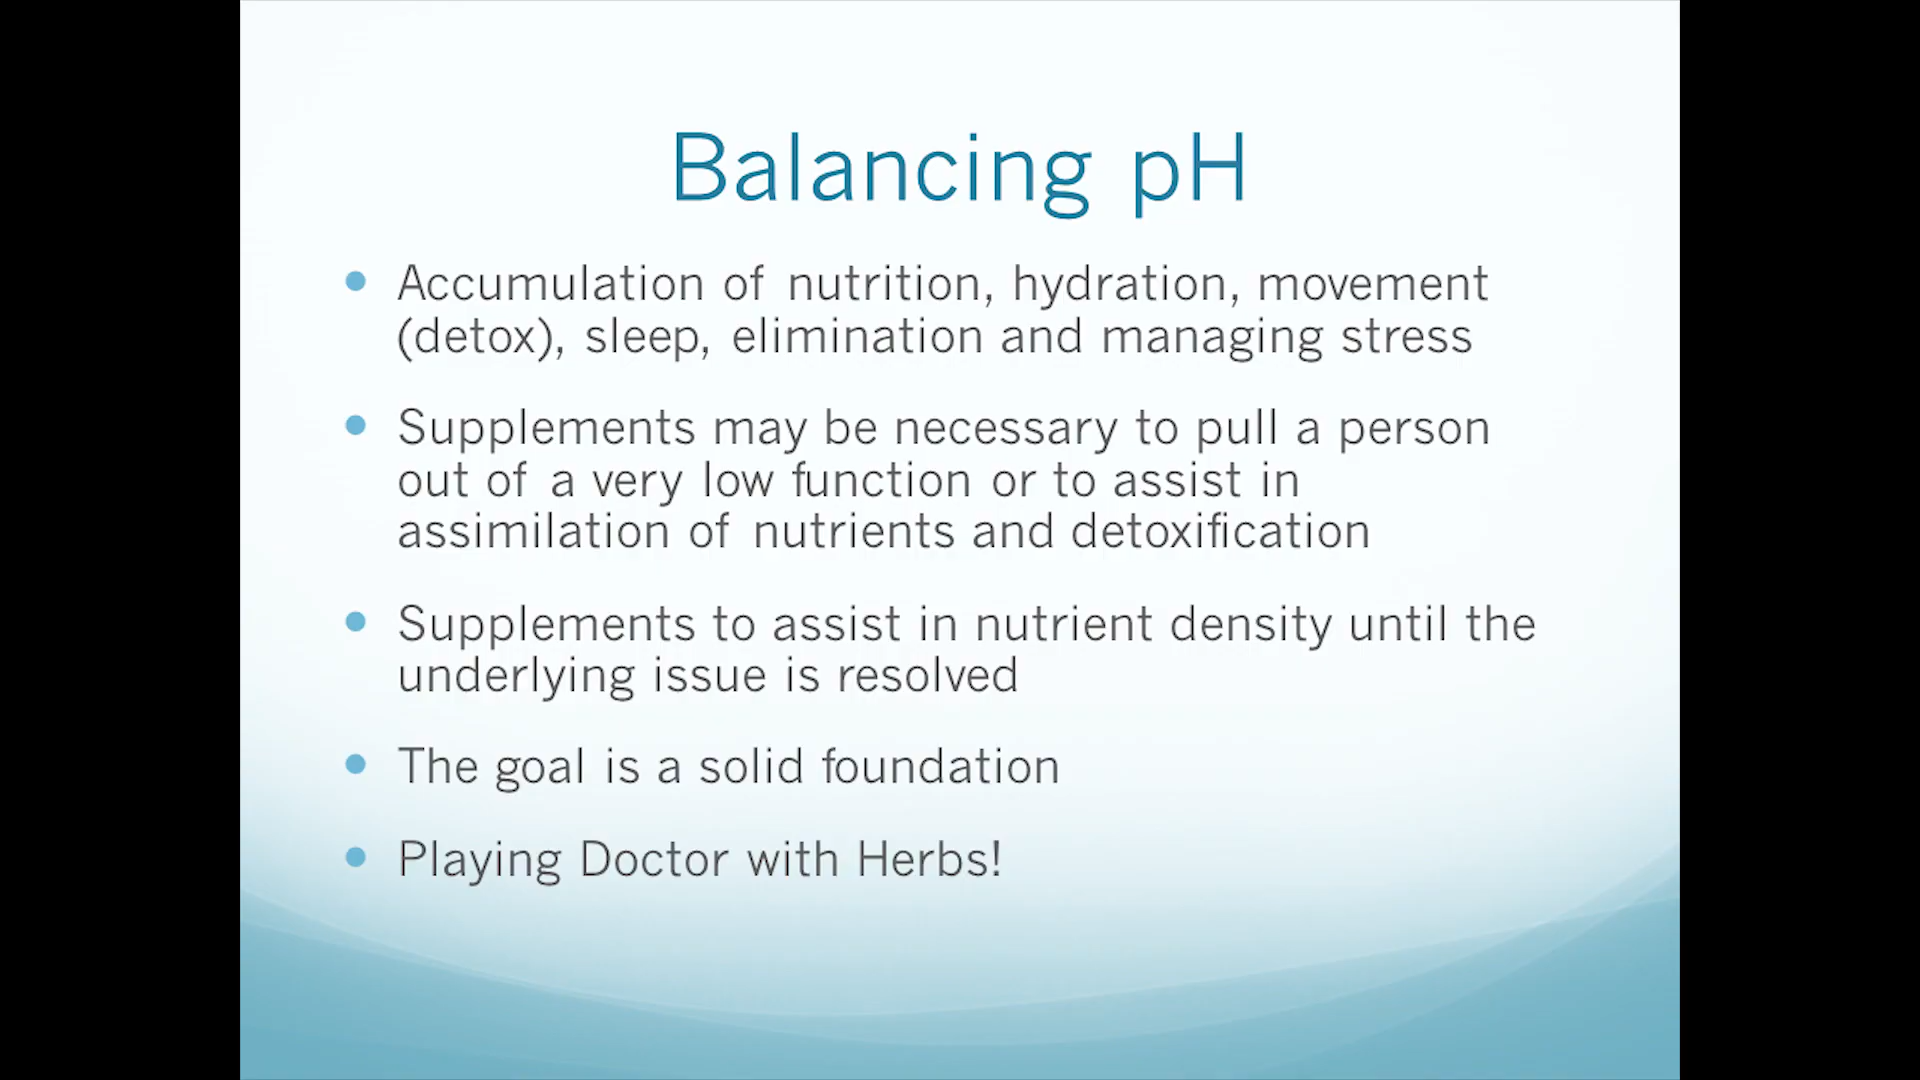 Balancing pH
Accumulation of nutrition, hydration, movement
(detox), sleep, elimination and managing stress
Supplements may be necessary to pull a person
out of a very low function or to assist in
assimilation of nutrients and detoxification
Supplements to assist in nutrient density until the
underlying issue is resolved
The goal is a solid foundation
Playing Doctor with Herbs!